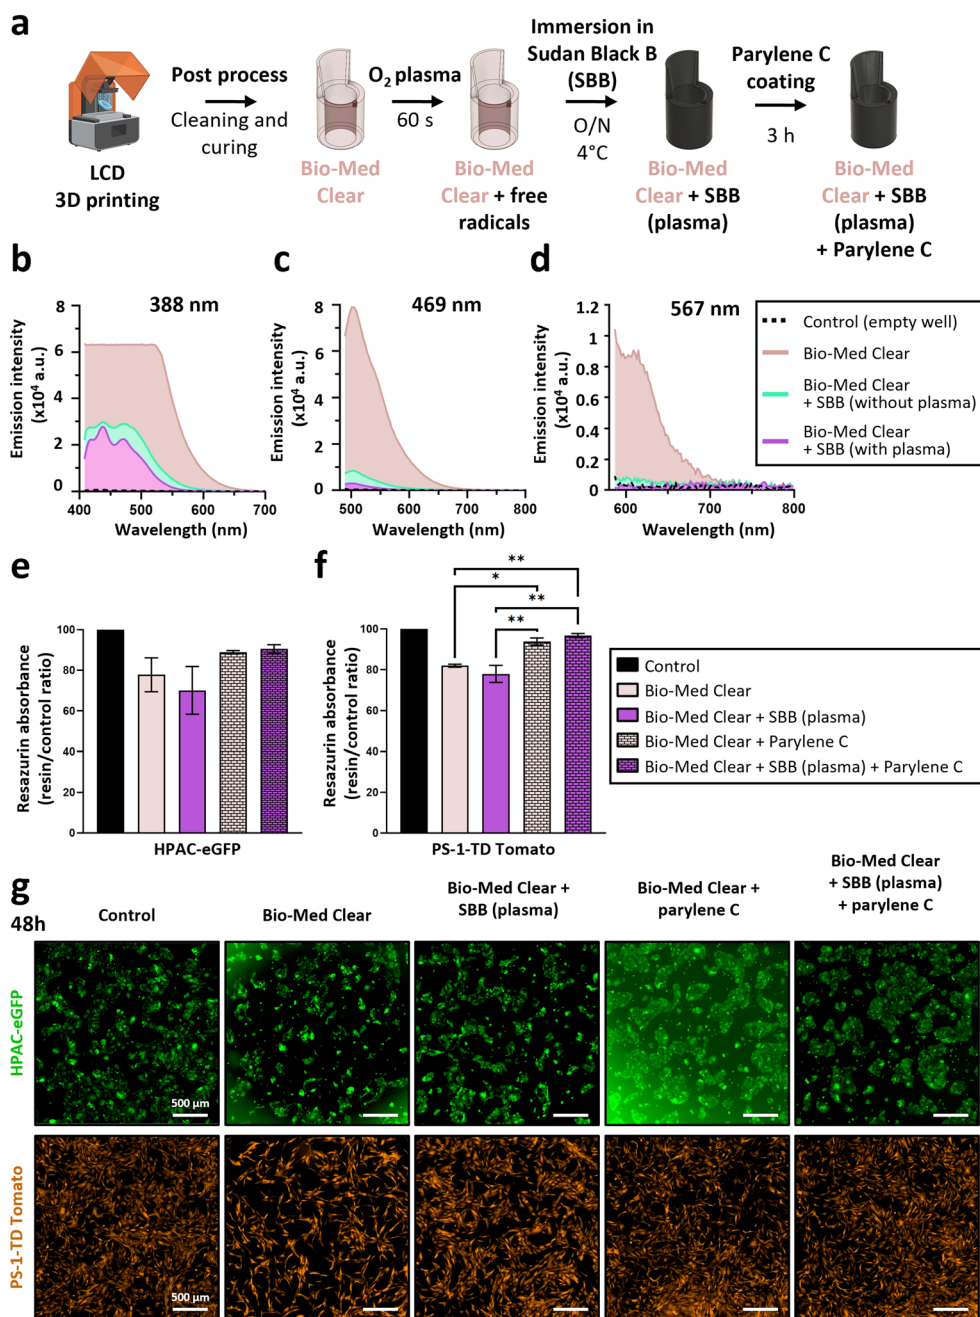 a
LCD
3D printing
Post process
Cleaning and
curing
Bio-Med
Clear
O2 plasma
60 s
Bio-Med
Clear + free
radicals
Immersion in
Sudan Black B
(SBB)
O/N
4°C
Bio-Med
Clear + SBB
(plasma)
Parylene C
coating
3 h
Bio-Med
Clear + SBB
(plasma)
+ Parylene C
b
388 nm
Emission intensity
(x10⁴ a.u.)
8
6
4
2
0
400
500
600
700
Wavelength (nm)
c
469 nm
Emission intensity
(x10⁴ a.u.)
8
6
4
2
0
500
600
700
800
Wavelength (nm)
d
567 nm
Emission intensity
(x10⁴ a.u.)
1.2
1
0.8
0.6
0.4
0.2
0
600
700
800
Wavelength (nm)
Control (empty well)
Bio-Med Clear
Bio-Med Clear
+ SBB (without plasma)
Bio-Med Clear
+ SBB (with plasma)
e
Resazurin absorbance
(resin/control ratio)
100
80
60
40
20
0
HPAC-eGFP
f
Resazurin absorbance
(resin/control ratio)
100
80
60
40
20
0
**
*
**
**
PS-1-TD Tomato
Control
Bio-Med Clear
Bio-Med Clear + SBB (plasma)
Bio-Med Clear + Parylene C
Bio-Med Clear + SBB (plasma) + Parylene C
g
48h
Control
Bio-Med Clear
Bio-Med Clear +
SBB (plasma)
Bio-Med Clear +
parylene C
Bio-Med Clear
+ SBB (plasma)
+ parylene C
HPAC-eGFP
500 µm
PS-1-TD Tomato
500 µm